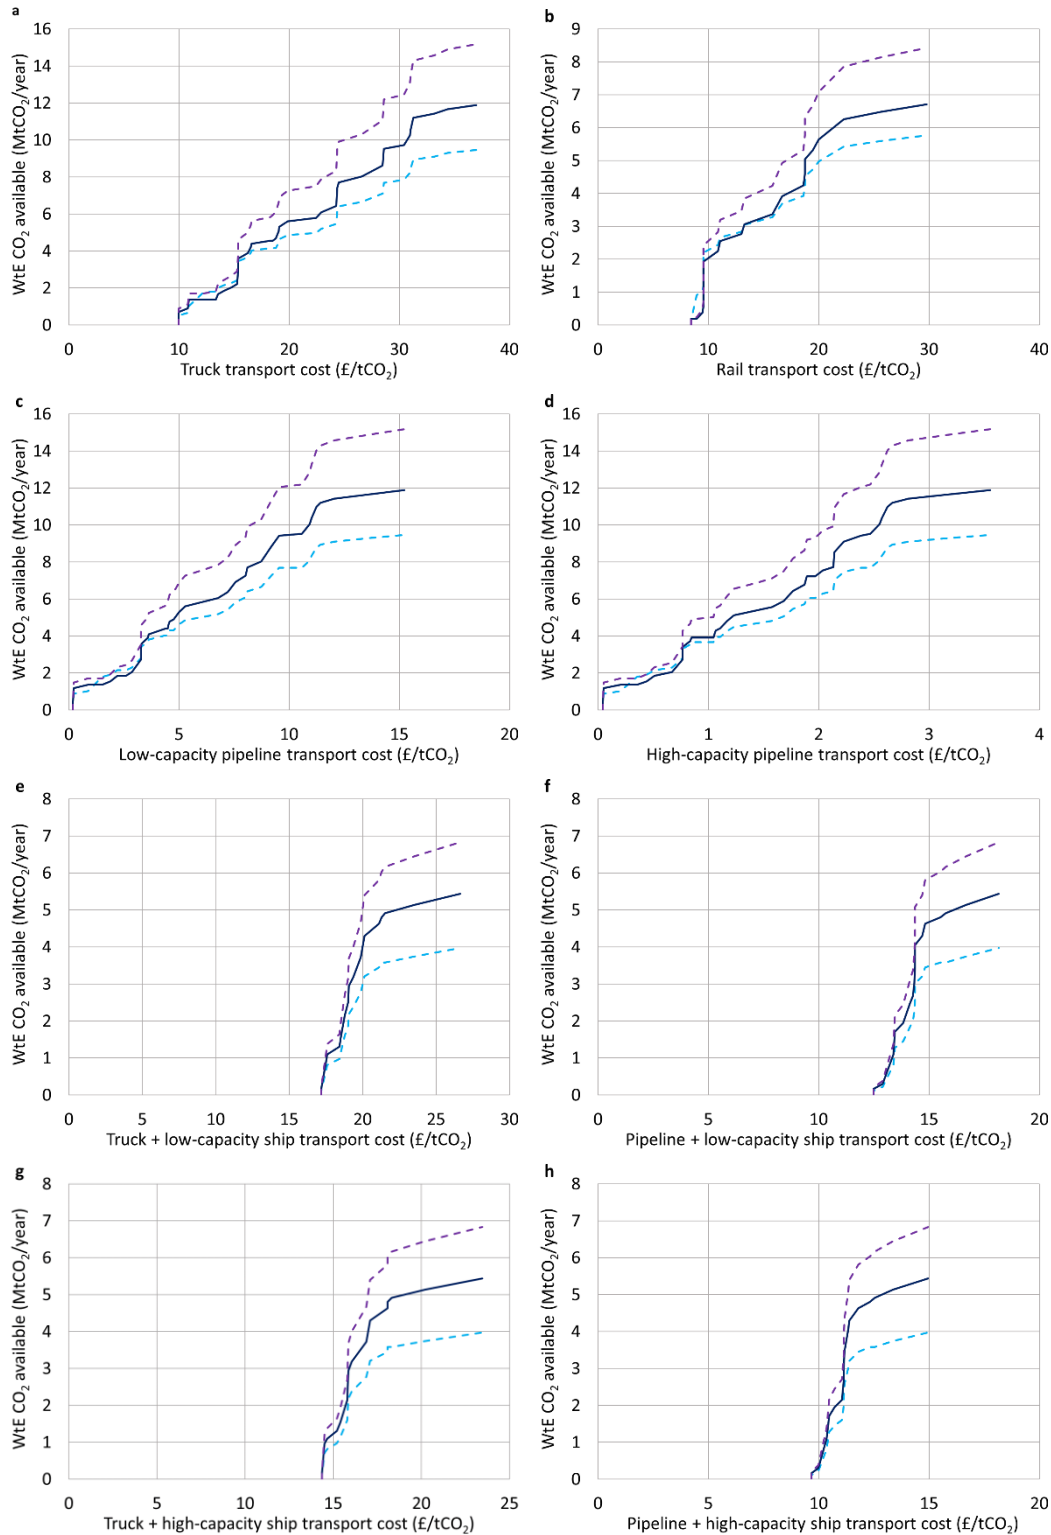 a
WtE CO₂ available (MtCO₂/year)
16
14
12
10
8
6
4
2
0
0 10 20 30 40
Truck transport cost (£/tCO₂)
b
WtE CO₂ available (MtCO₂/year)
9
8
7
6
5
4
3
2
1
0
0 10 20 30 40
Rail transport cost (£/tCO₂)
c
WtE CO₂ available (MtCO₂/year)
16
14
12
10
8
6
4
2
0
0 5 10 15 20
Low-capacity pipeline transport cost (£/tCO₂)
d
WtE CO₂ available (MtCO₂/year)
16
14
12
10
8
6
4
2
0
0 1 2 3 4
High-capacity pipeline transport cost (£/tCO₂)
e
WtE CO₂ available (MtCO₂/year)
8
7
6
5
4
3
2
1
0
0 5 10 15 20 25 30
Truck + low-capacity ship transport cost (£/tCO₂)
f
WtE CO₂ available (MtCO₂/year)
8
7
6
5
4
3
2
1
0
0 5 10 15 20
Pipeline + low-capacity ship transport cost (£/tCO₂)
g
WtE CO₂ available (MtCO₂/year)
8
7
6
5
4
3
2
1
0
0 5 10 15 20 25
Truck + high-capacity ship transport cost (£/tCO₂)
h
WtE CO₂ available (MtCO₂/year)
8
7
6
5
4
3
2
1
0
0 5 10 15 20
Pipeline + high-capacity ship transport cost (£/tCO₂)